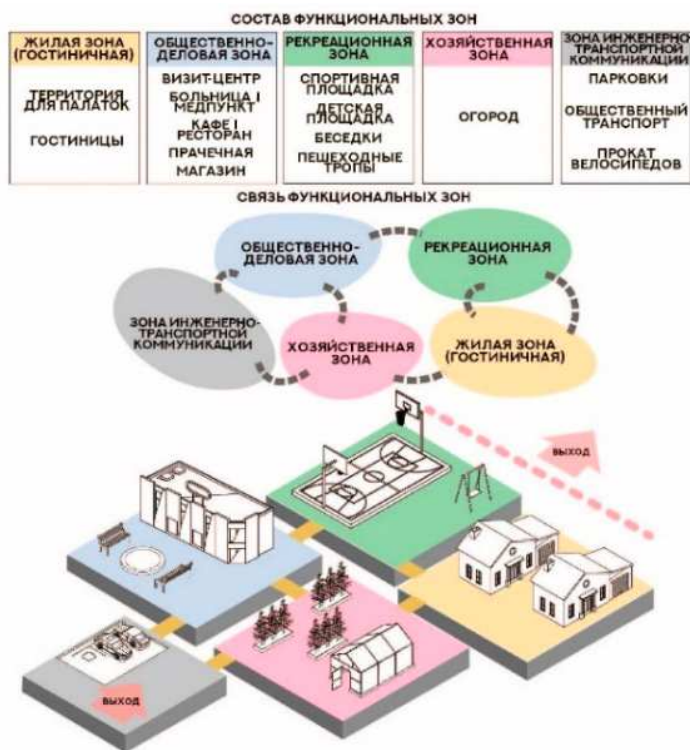 СОСТАВ ФУНКЦИОНАЛЬНЫХ ЗОН
ЖИЛАЯ ЗОНА
(ГОСТИНИЧНАЯ)
ТЕРРИТОРИЯ
ДЛЯ ПАЛАТОК
ГОСТИНИЦЫ
ОБЩЕСТВЕННО-
ДЕЛОВАЯ ЗОНА
ВИЗИТ-ЦЕНТР
БОЛЬНИЦА I
МЕДПУНКТ
КАФЕ I
РЕСТОРАН
ПРАЧЕЧНАЯ
МАГАЗИН
РЕКРЕАЦИОННАЯ
ЗОНА
СПОРТИВНАЯ
ПЛОЩАДКА
ДЕТСКАЯ
ПЛОЩАДКА
БЕСЕДКИ
ПЕШЕХОДНЫЕ
ТРОПЫ
ХОЗЯЙСТВЕННАЯ
ЗОНА
ОГОРОД
ЗОНА ИНЖЕНЕРНО
ТРАНСПОРТНОЙ
КОММУНИКАЦИИ
ПАРКОВКИ
ОБЩЕСТВЕННЫЙ
ТРАНСПОРТ
ПРОКАТ
ВЕЛОСИПЕДОВ
СВЯЗЬ ФУНКЦИОНАЛЬНЫХ ЗОН
ОБЩЕСТВЕННО-
ДЕЛОВАЯ ЗОНА
РЕКРЕАЦИОННАЯ
ЗОНА
ЗОНА ИНЖЕНЕРНО-
ТРАНСПОРТНОЙ
КОММУНИКАЦИИ
ХОЗЯЙСТВЕННАЯ
ЗОНА
ЖИЛАЯ ЗОНА
(ГОСТИНИЧНАЯ)
ВЫХОД
ВЫХОД